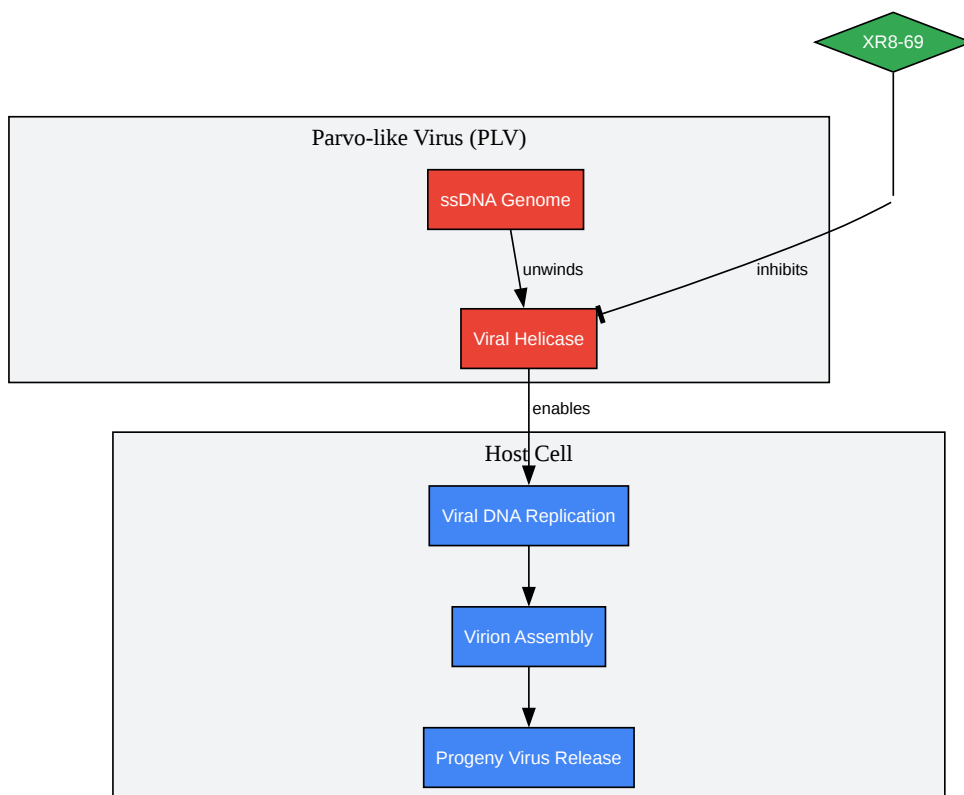 XR8-69
Parvo-like Virus (PLV)
ssDNA Genome
unwinds
inhibits
Viral Helicase
enables
Host Cell
Viral DNA Replication
Virion Assembly
Progeny Virus Release